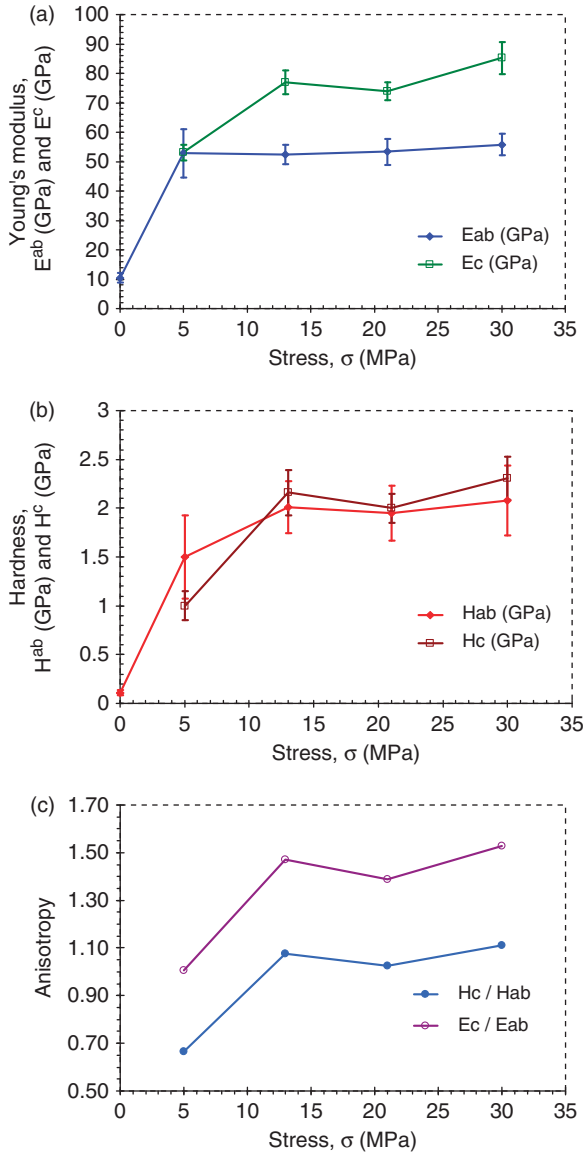 (a)
100
90
80
70
60
50
40
30
20
10
0
Young's modulus,
E^ab (GPa) and E^c (GPa)
Eab (GPa)
Ec (GPa)
0 5 10 15 20 25 30 35
Stress, σ (MPa)
(b)
3
2.5
2
1.5
1
0.5
0
Hardness,
H^ab (GPa) and H^c (GPa)
Hab (GPa)
Hc (GPa)
0 5 10 15 20 25 30 35
Stress, σ (MPa)
(c)
1.70
1.50
1.30
1.10
0.90
0.70
0.50
Anisotropy
Hc / Hab
Ec / Eab
0 5 10 15 20 25 30 35
Stress, σ (MPa)